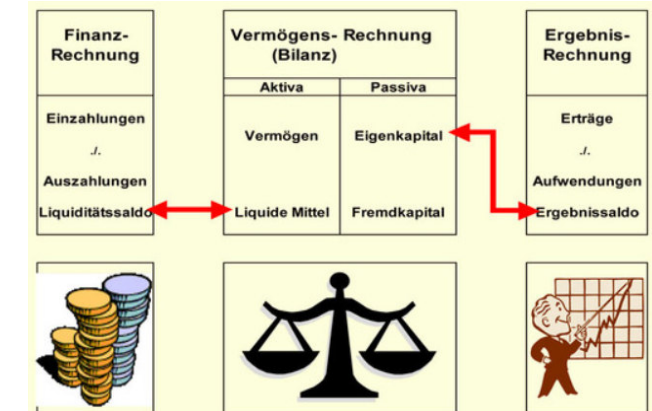 Finanz-
Rechnung
Einzahlungen
./.
Auszahlungen
Liquiditätssaldo
Vermögens- Rechnung
(Bilanz)
Aktiva Passiva
Vermögen Eigenkapital
Liquide Mittel Fremdkapital
Ergebnis-
Rechnung
Erträge
./.
Aufwendungen
Ergebnissaldo